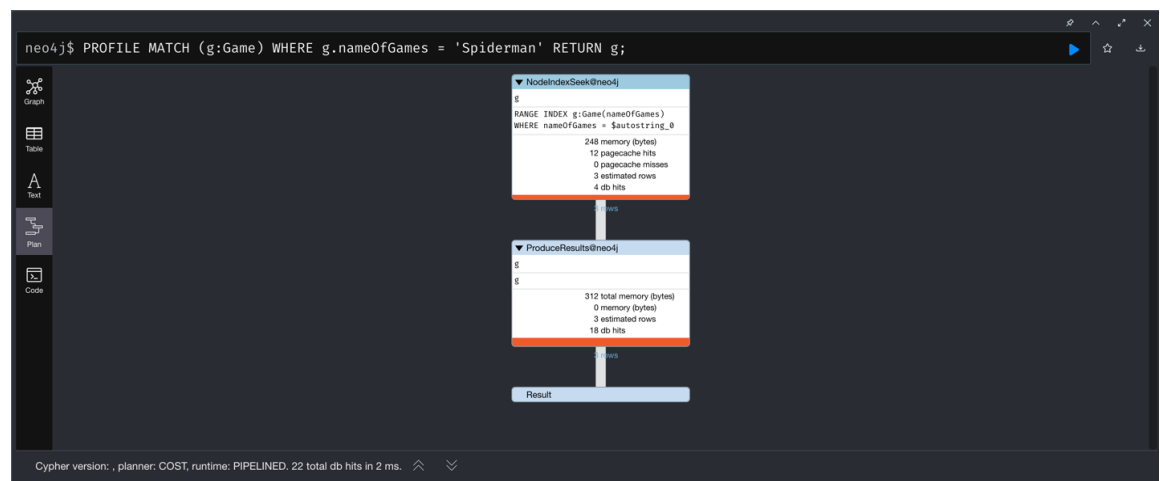 neo4j$ PROFILE MATCH (g:Game) WHERE g.nameOfGames = 'Spiderman' RETURN g;
Graph
Table
Text
Plan
Code
NodeIndexSeek@neo4j
g
RANGE INDEX g:Game(nameOfGames)
WHERE nameOfGames = $autostring_0
248 memory (bytes)
12 pagecache hits
0 pagecache misses
3 estimated rows
4 db hits
3 rows
ProduceResults@neo4j
g
g
312 total memory (bytes)
0 memory (bytes)
3 estimated rows
18 db hits
3 rows
Result
Cypher version: , planner: COST, runtime: PIPELINED. 22 total db hits in 2 ms.